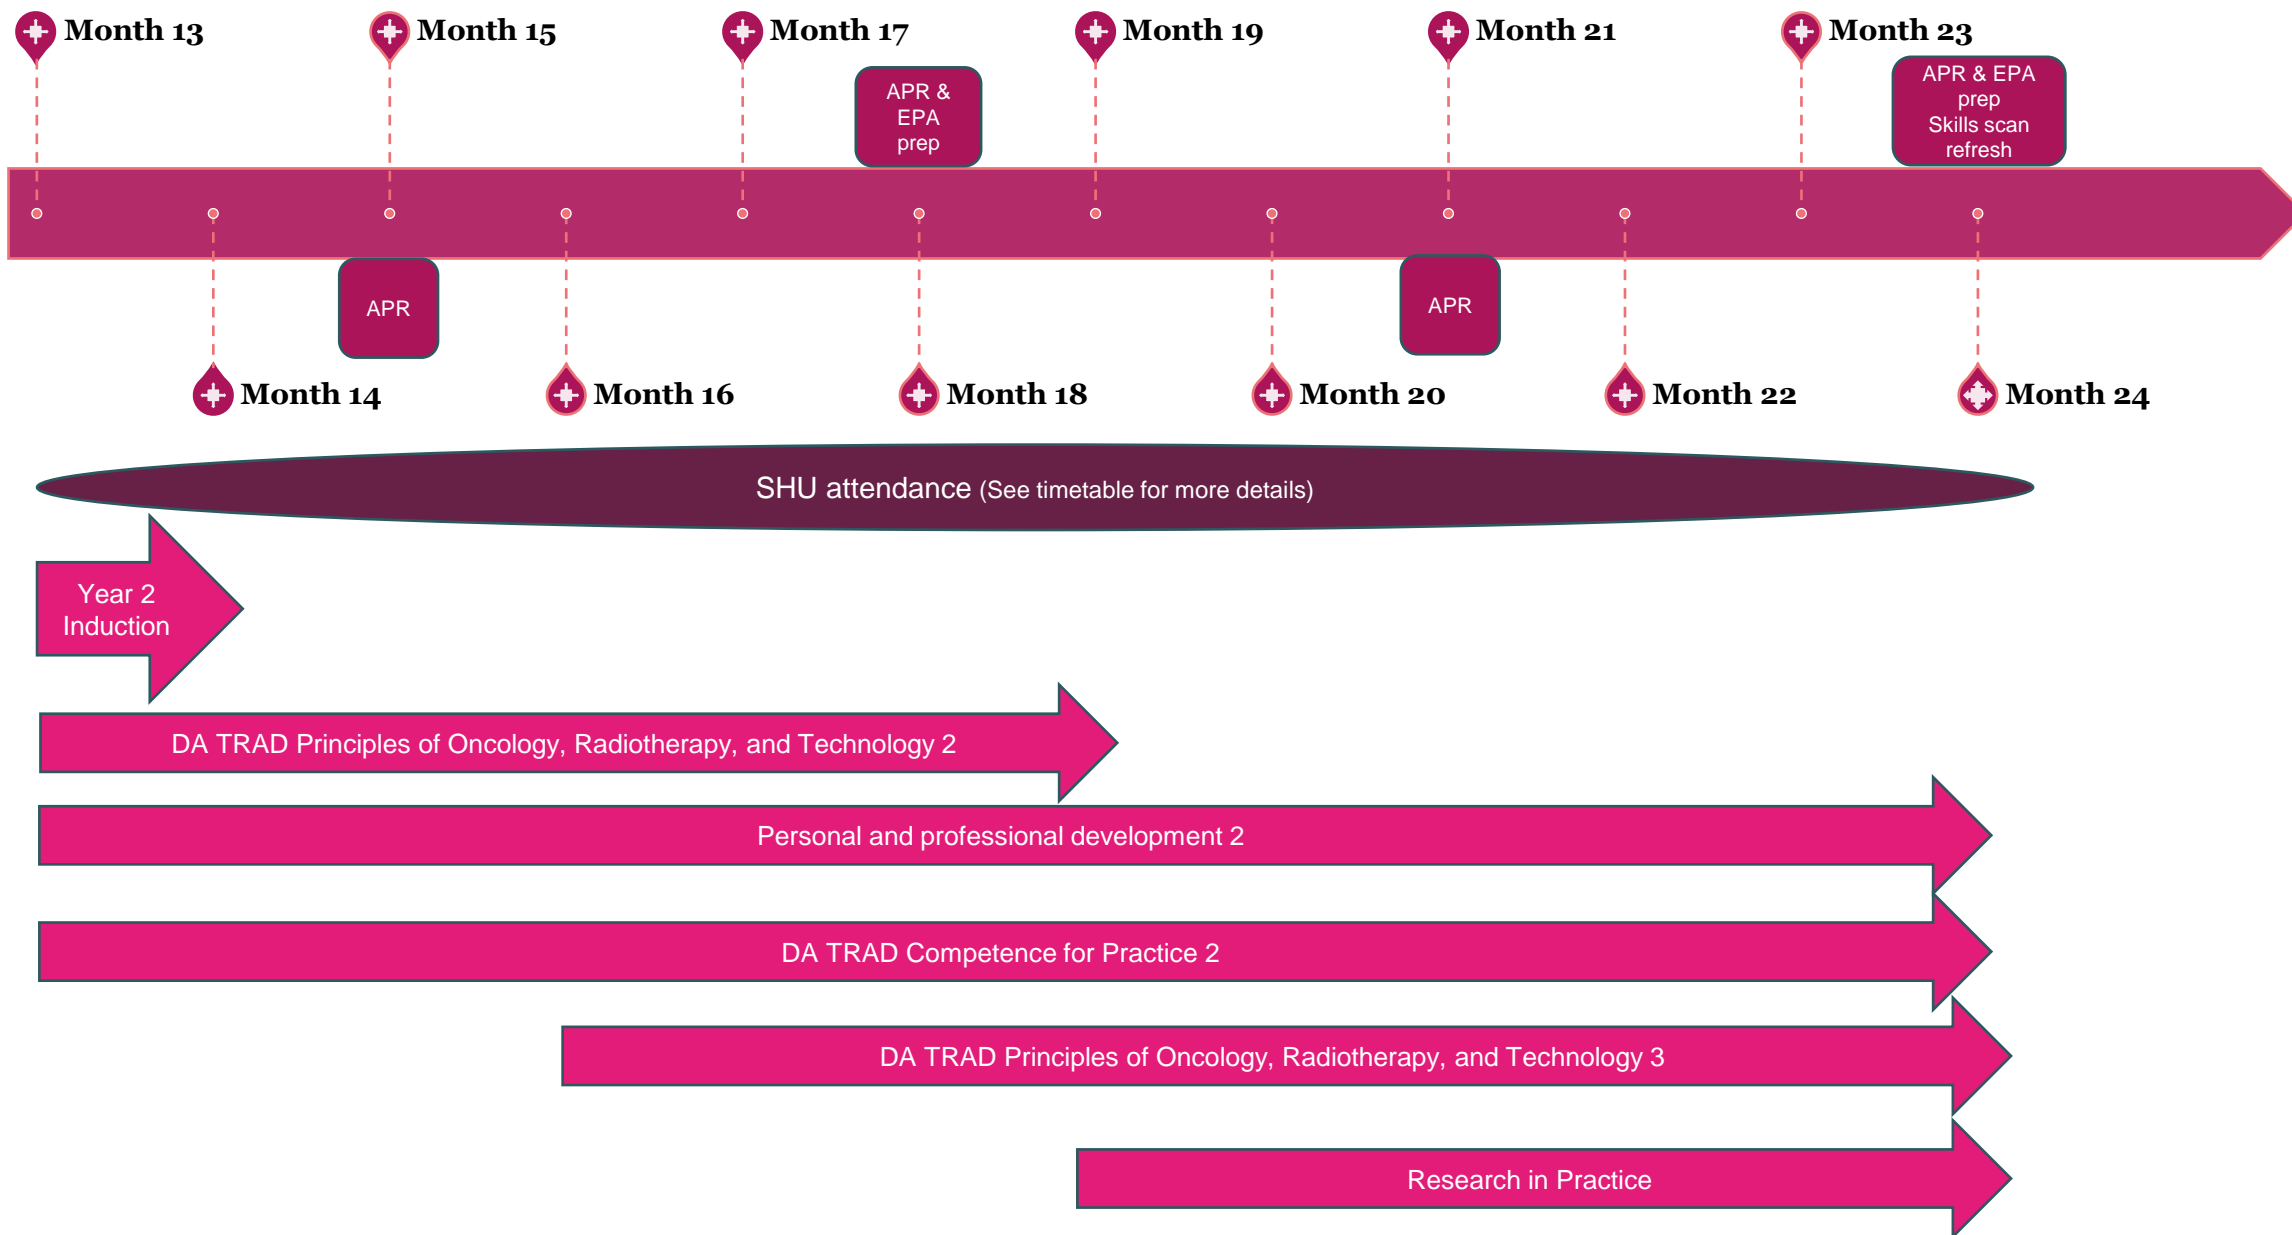 Month 13
Month 15
Month 17
Month 19
Month 21
Month 23
APR &
EPA
prep
APR & EPA
prep
Skills scan
refresh
APR
APR
Month 14
Month 16
Month 18
Month 20
Month 22
Month 24
SHU attendance (See timetable for more details)
Year 2
Induction
DA TRAD Principles of Oncology, Radiotherapy, and Technology 2
Personal and professional development 2
DA TRAD Competence for Practice 2
DA TRAD Principles of Oncology, Radiotherapy, and Technology 3
Research in Practice